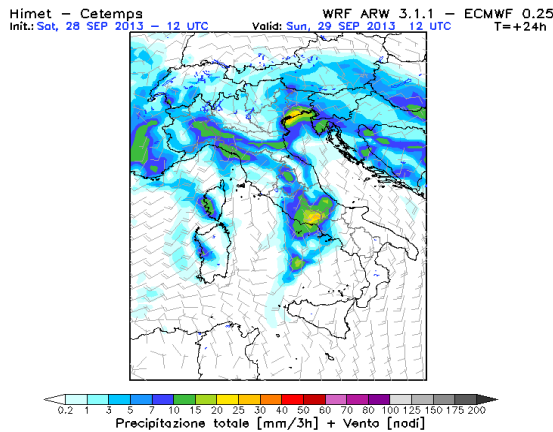 Himet – Cetemps WRF ARW 3.1.1 – ECMWF 0.25
Init.: Sat, 28 SEP 2013 – 12 UTC Valid: Sun, 29 SEP 2013 12 UTC T=+24h
0.2 1 3 5 7 10 15 20 25 30 40 50 60 70 80 100 125 150 175 200
Precipitazione totale [mm/3h] + Vento [nodi]